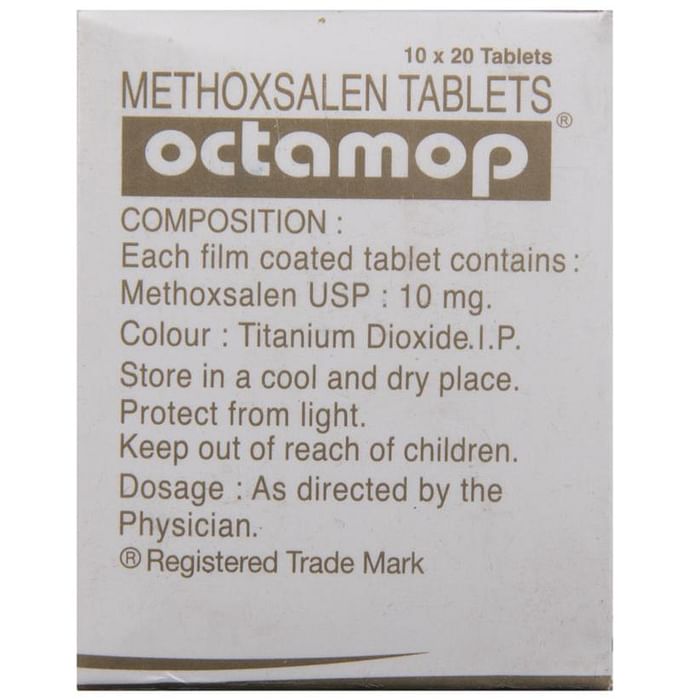 10 x 20 Tablets
METHOXSALEN TABLETS
octamop®
COMPOSITION :
Each film coated tablet contains :
Methoxsalen USP : 10 mg.
Colour : Titanium Dioxide.I.P.
Store in a cool and dry place.
Protect from light.
Keep out of reach of children.
Dosage : As directed by the
Physician.
® Registered Trade Mark